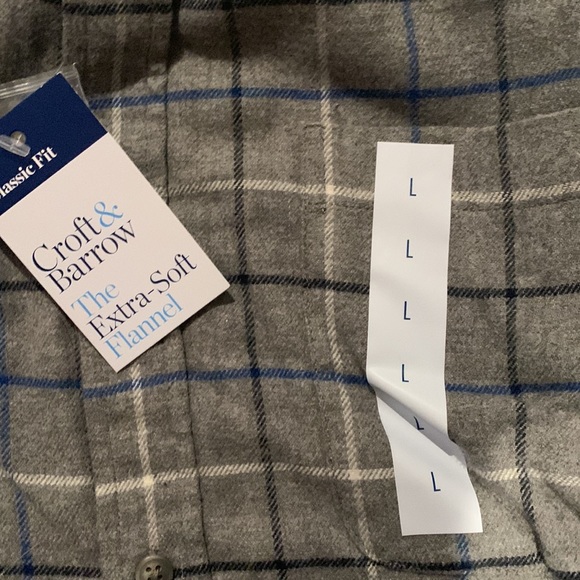 Classic Fit
Croft &
Barrow
The
Extra-Soft
Flannel
L
L
L
L
L
L